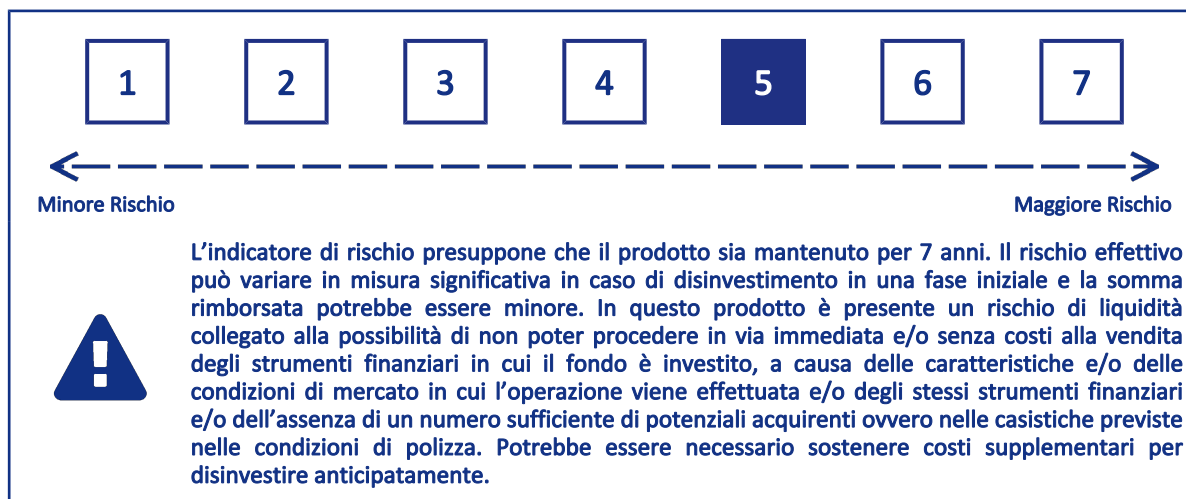 1 2 3 4 5 6 7
Minore Rischio Maggiore Rischio
L'indicatore di rischio presuppone che il prodotto sia mantenuto per 7 anni. Il rischio effettivo
può variare in misura significativa in caso di disinvestimento in una fase iniziale e la somma
rimborsata potrebbe essere minore. In questo prodotto è presente un rischio di liquidità
collegato alla possibilità di non poter procedere in via immediata e/o senza costi alla vendita
degli strumenti finanziari in cui il fondo è investito, a causa delle caratteristiche e/o delle
condizioni di mercato in cui l'operazione viene effettuata e/o degli stessi strumenti finanziari
e/o dell'assenza di un numero sufficiente di potenziali acquirenti ovvero nelle casistiche previste
nelle condizioni di polizza. Potrebbe essere necessario sostenere costi supplementari per
disinvestire anticipatamente.